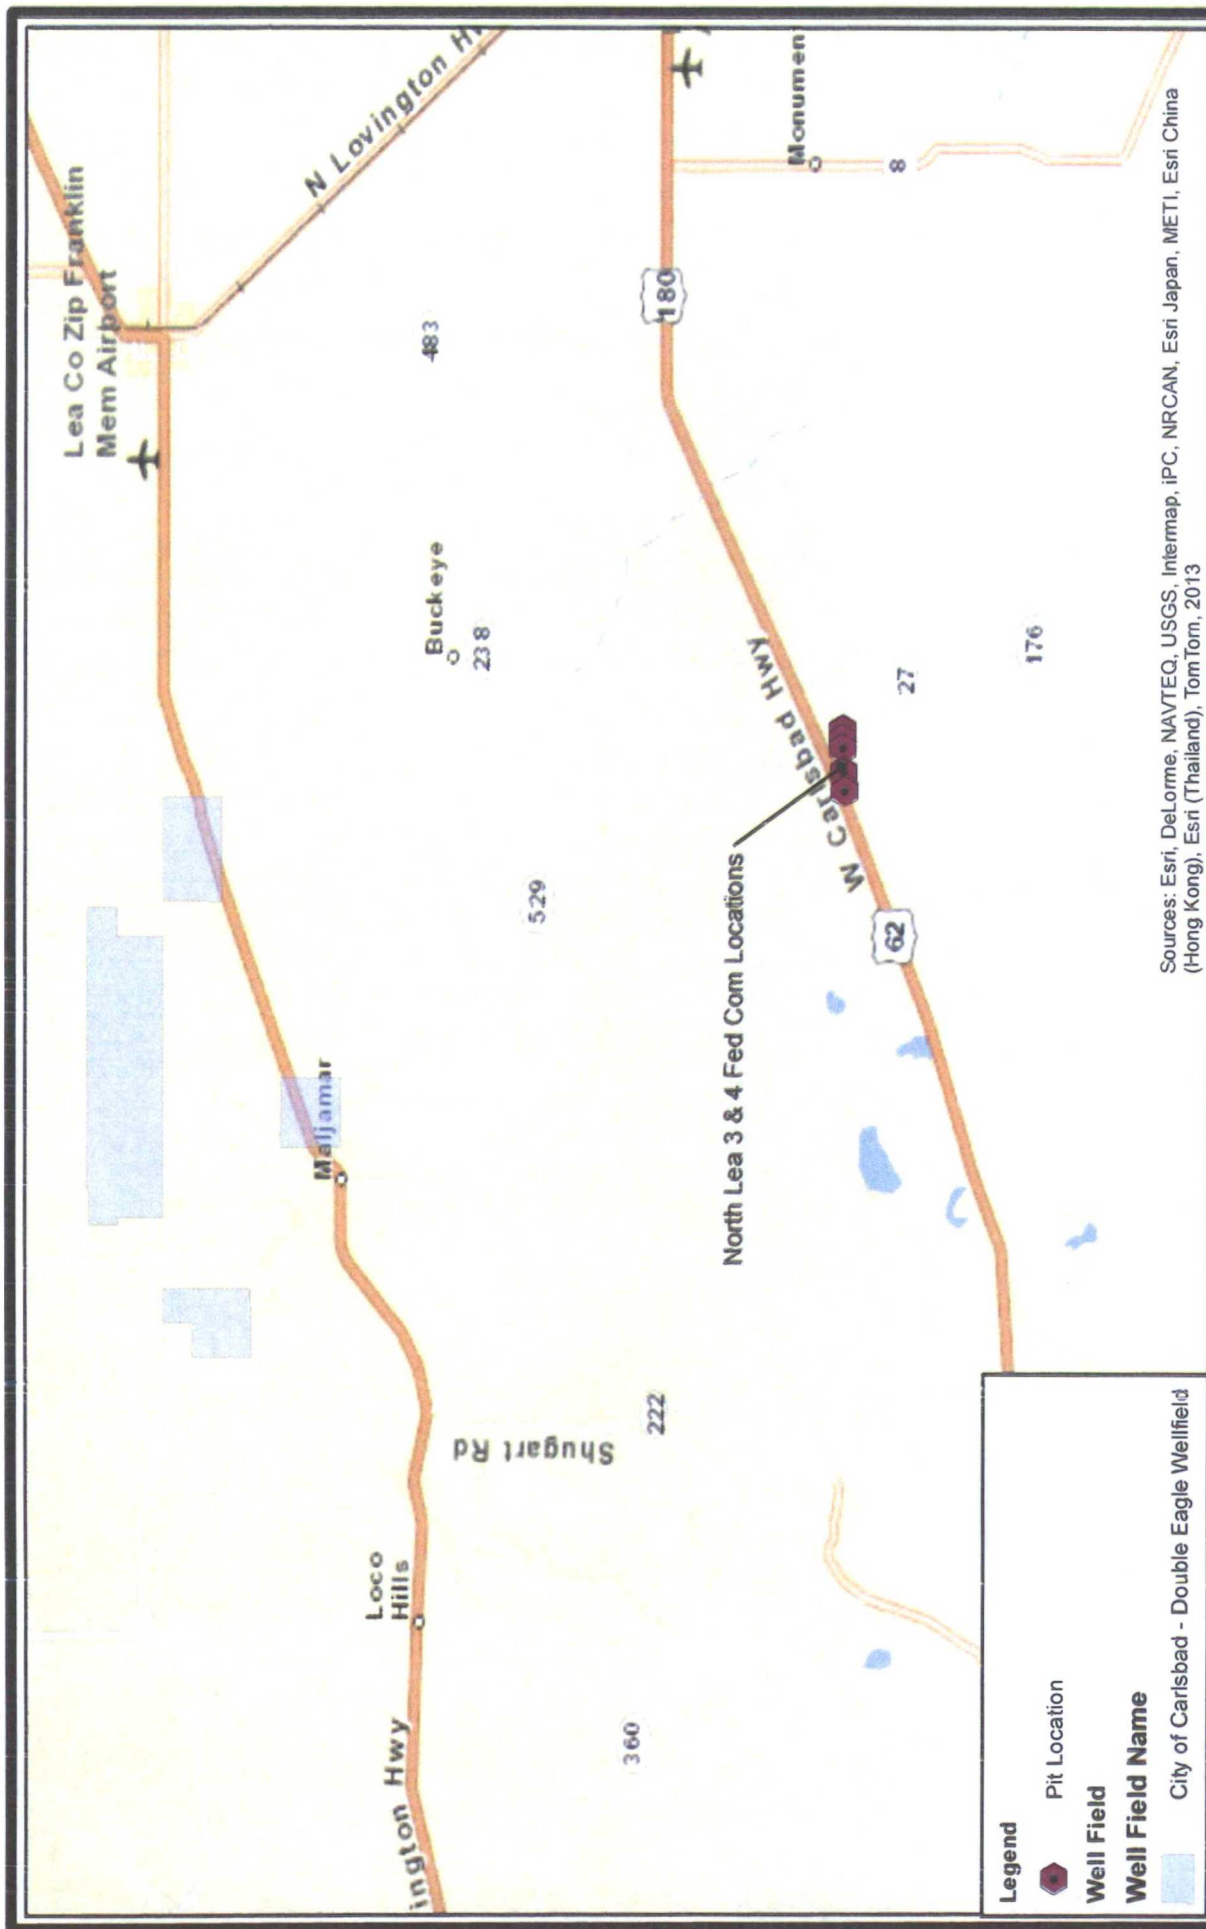 Lea Co Zip Franklin
Mem Airport
N Lovington Hw
483
Buckeye
238
180
Monumen
8
Maljamar
529
W Carlsbad Hwy
27
176
North Lea 3 & 4 Fed Com Locations
62
Loco
Hills
Shugart Rd
222
360
ington Hwy
Legend
Pit Location
Well Field
Well Field Name
City of Carlsbad - Double Eagle Wellfield
Sources: Esri, DeLorme, NAVTEQ, USGS, Intermap, iPC, NRCAN, Esri Japan, METI, Esri China
(Hong Kong), Esri (Thailand), TomTom, 2013